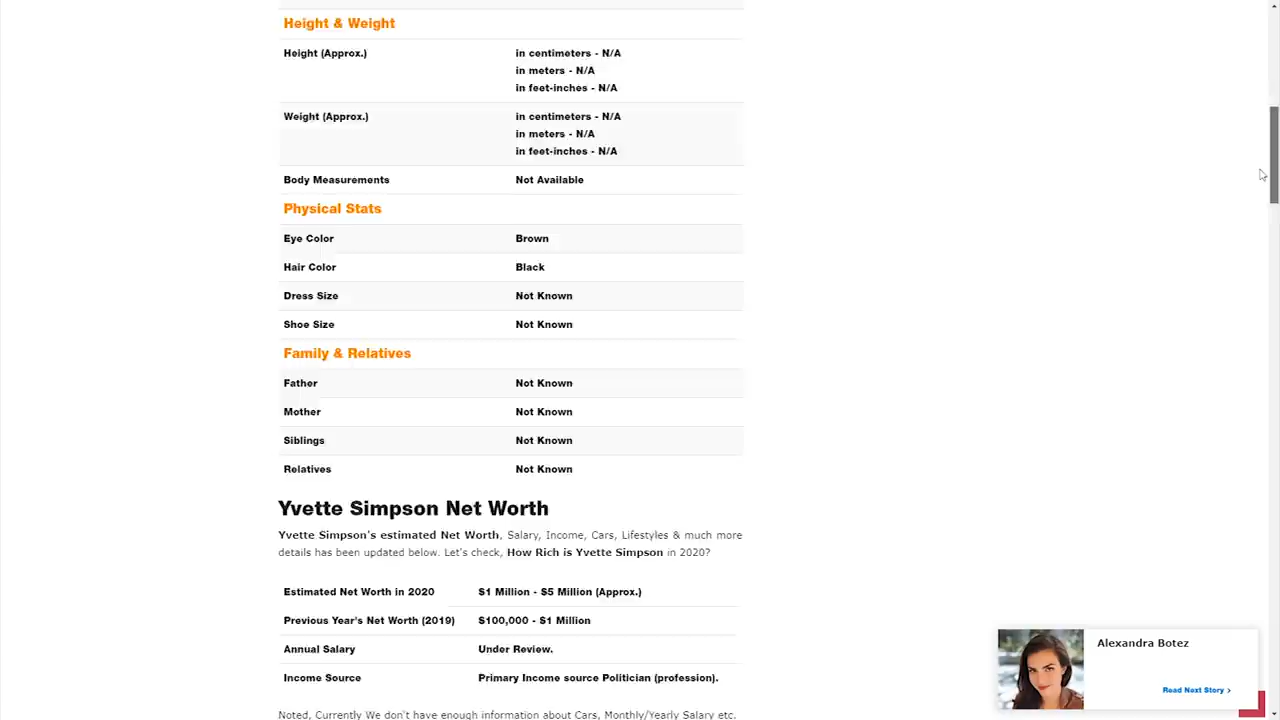 Height & Weight
Height (Approx.) in centimeters - N/A
in meters - N/A
in feet-inches - N/A
Weight (Approx.) in centimeters - N/A
in meters - N/A
in feet-inches - N/A
Body Measurements Not Available
Physical Stats
Eye Color Brown
Hair Color Black
Dress Size Not Known
Shoe Size Not Known
Family & Relatives
Father Not Known
Mother Not Known
Siblings Not Known
Relatives Not Known
Yvette Simpson Net Worth
Yvette Simpson's estimated Net Worth, Salary, Income, Cars, Lifestyles & much more
details has been updated below. Let's check, How Rich is Yvette Simpson in 2020?
Estimated Net Worth in 2020 $1 Million - $5 Million (Approx.)
Previous Year's Net Worth (2019) $100,000 - $1 Million
Annual Salary Under Review.
Income Source Primary Income source Politician (profession).
Noted, Currently We don't have enough information about Cars, Monthly/Yearly Salary etc.
Alexandra Botez
Read Next Story >